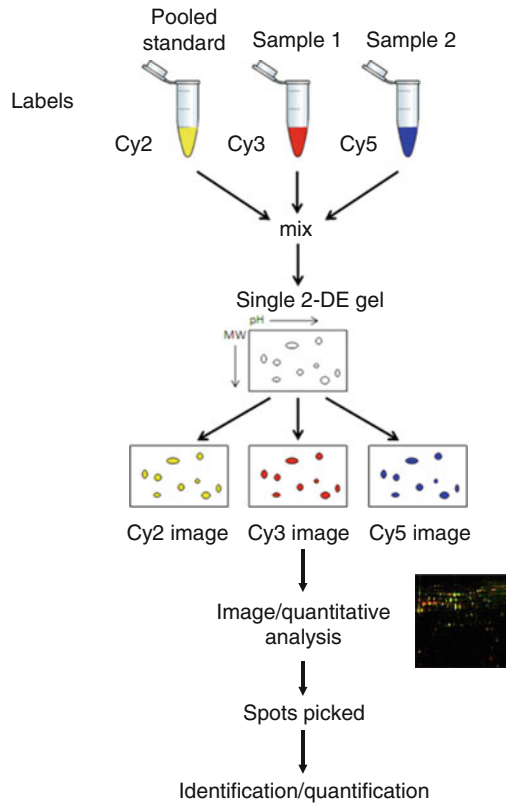 Pooled
standard
Sample 1
Sample 2
Labels
Cy2
Cy3
Cy5
mix
Single 2-DE gel
pH
MW
Cy2 image
Cy3 image
Cy5 image
Image/quantitative
analysis
Spots picked
Identification/quantification